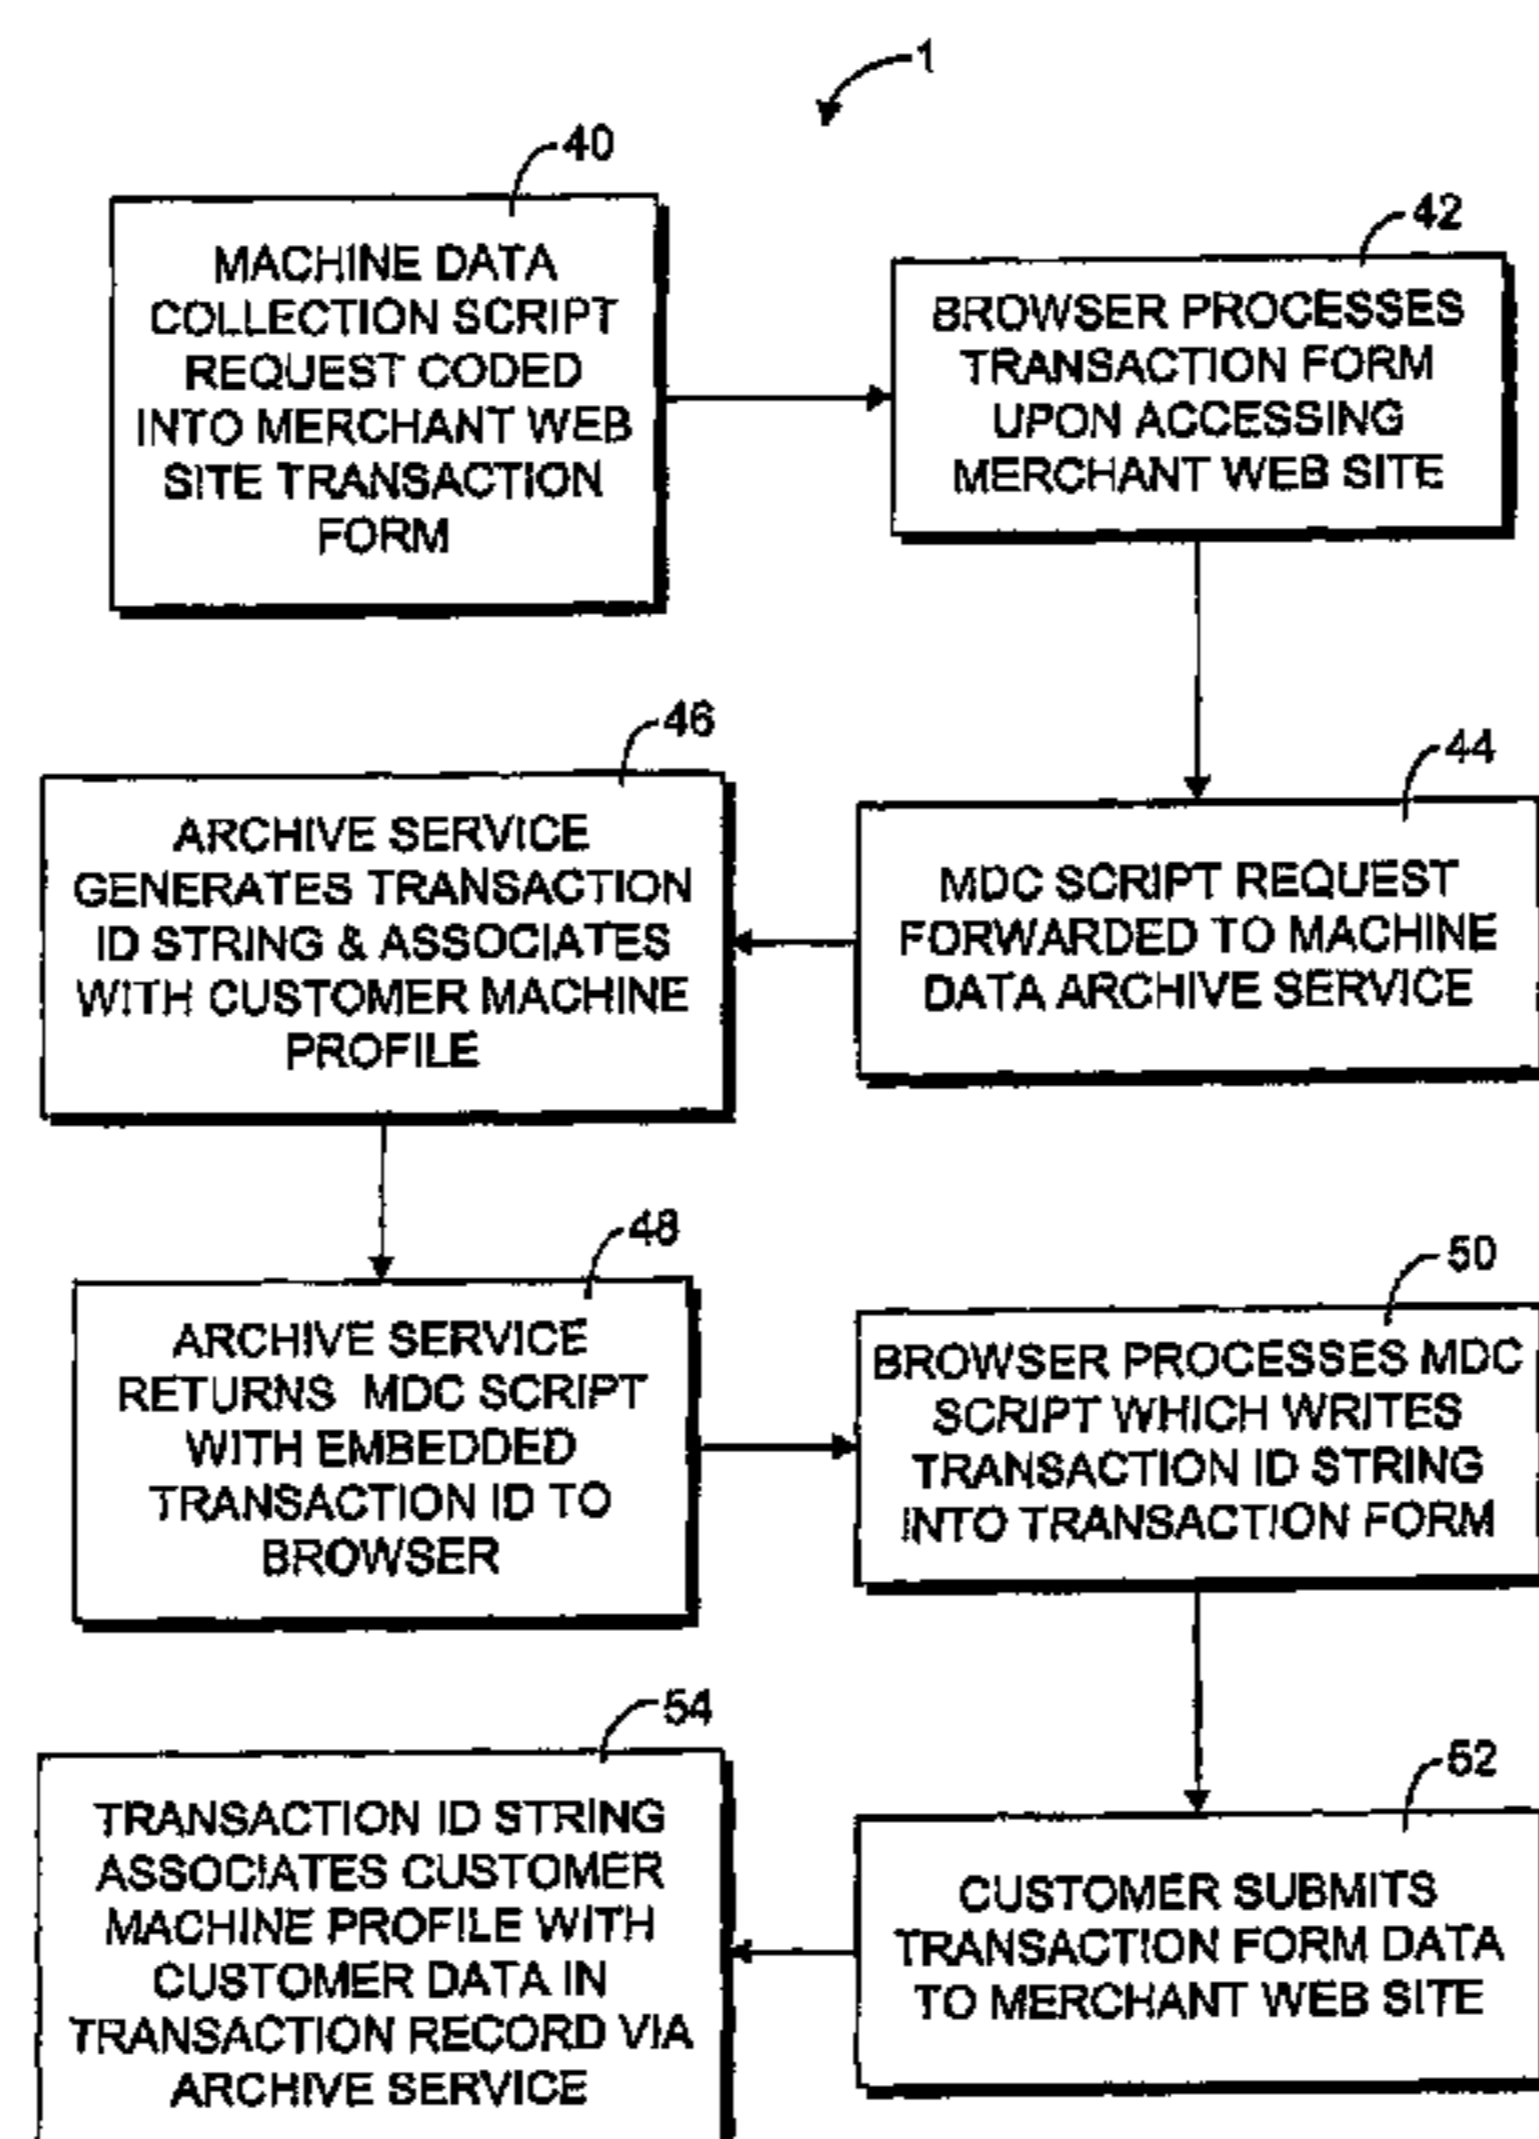 1
40
MACHINE DATA
COLLECTION SCRIPT
REQUEST CODED
INTO MERCHANT WEB
SITE TRANSACTION
FORM
42
BROWSER PROCESSES
TRANSACTION FORM
UPON ACCESSING
MERCHANT WEB SITE
44
MDC SCRIPT REQUEST
FORWARDED TO MACHINE
DATA ARCHIVE SERVICE
46
ARCHIVE SERVICE
GENERATES TRANSACTION
ID STRING & ASSOCIATES
WITH CUSTOMER MACHINE
PROFILE
48
ARCHIVE SERVICE
RETURNS MDC SCRIPT
WITH EMBEDDED
TRANSACTION ID TO
BROWSER
50
BROWSER PROCESSES MDC
SCRIPT WHICH WRITES
TRANSACTION ID STRING
INTO TRANSACTION FORM
52
CUSTOMER SUBMITS
TRANSACTION FORM DATA
TO MERCHANT WEB SITE
54
TRANSACTION ID STRING
ASSOCIATES CUSTOMER
MACHINE PROFILE WITH
CUSTOMER DATA IN
TRANSACTION RECORD VIA
ARCHIVE SERVICE